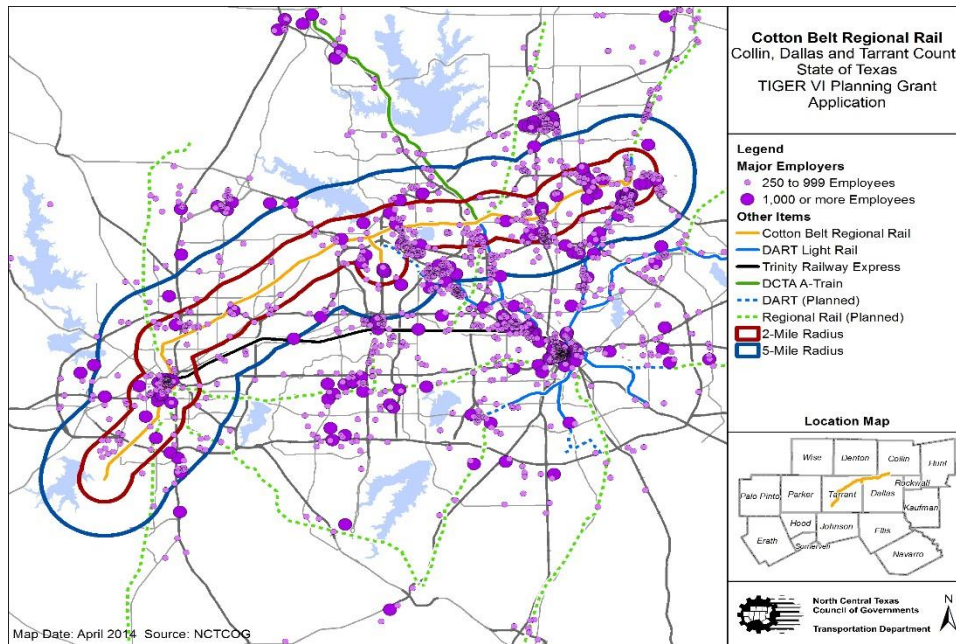 Cotton Belt Regional Rail
Collin, Dallas and Tarrant Count
State of Texas
TIGER VI Planning Grant
Application
Legend
Major Employers
250 to 999 Employees
1,000 or more Employees
Other Items
Cotton Belt Regional Rail
DART Light Rail
Trinity Railway Express
DCTA A-Train
DART (Planned)
Regional Rail (Planned)
2-Mile Radius
5-Mile Radius
Location Map
Wise
Denton
Collin
Hunt
Palo Pinto
Parker
Tarrant
Dallas
Rockwall
Kaufman
Erath
Hood
Somervell
Johnson
Ellis
Navarro
North Central Texas
Council of Governments
Transportation Department
N
Map Date: April 2014 Source: NCTCOG